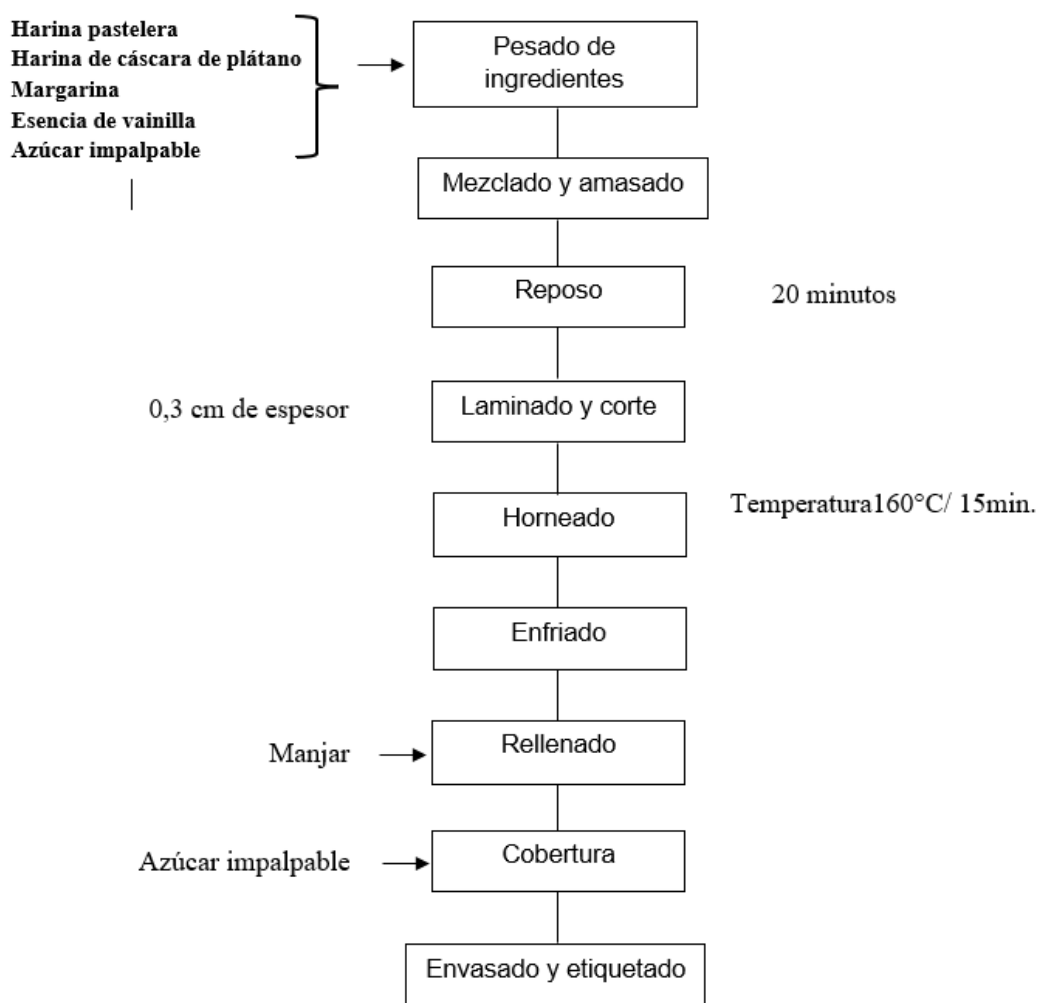 Harina pastelera
Harina de cáscara de plátano
Margarina
Esencia de vainilla
Azúcar impalpable
Pesado de
ingredientes
Mezclado y amasado
Reposo
20 minutos
0,3 cm de espesor
Laminado y corte
Horneado
Temperatura160°C/ 15min.
Enfriado
Manjar
Rellenado
Azúcar impalpable
Cobertura
Envasado y etiquetado